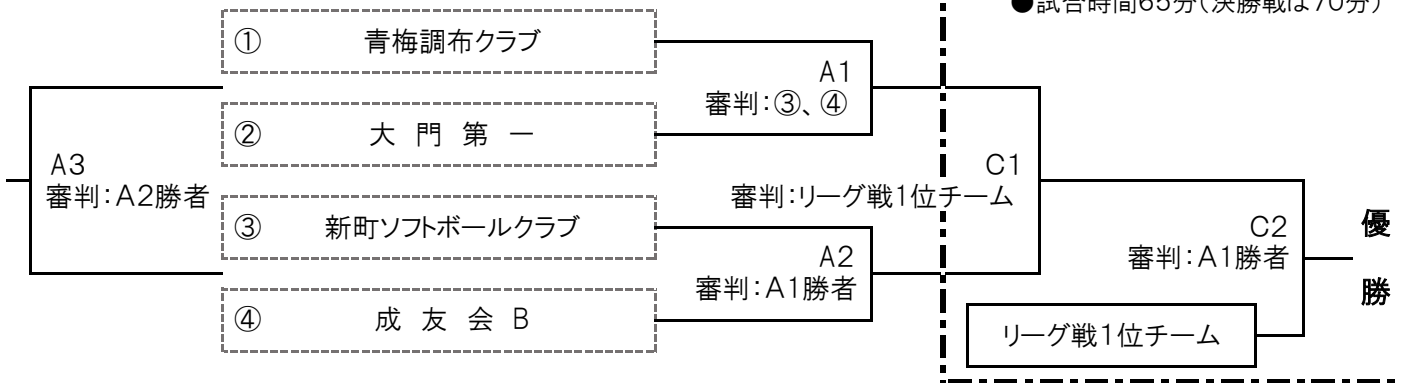 ●試合時間65分(決勝戦は70分)
① 青梅調布クラブ
A1
審判:③、④
② 大 門 第 一
A3
審判:A2勝者
C1
審判:リーグ戦1位チーム
③ 新町ソフトボールクラブ
A2
審判:A1勝者
C2
審判:A1勝者
優
勝
④ 成 友 会 B
リーグ戦1位チーム